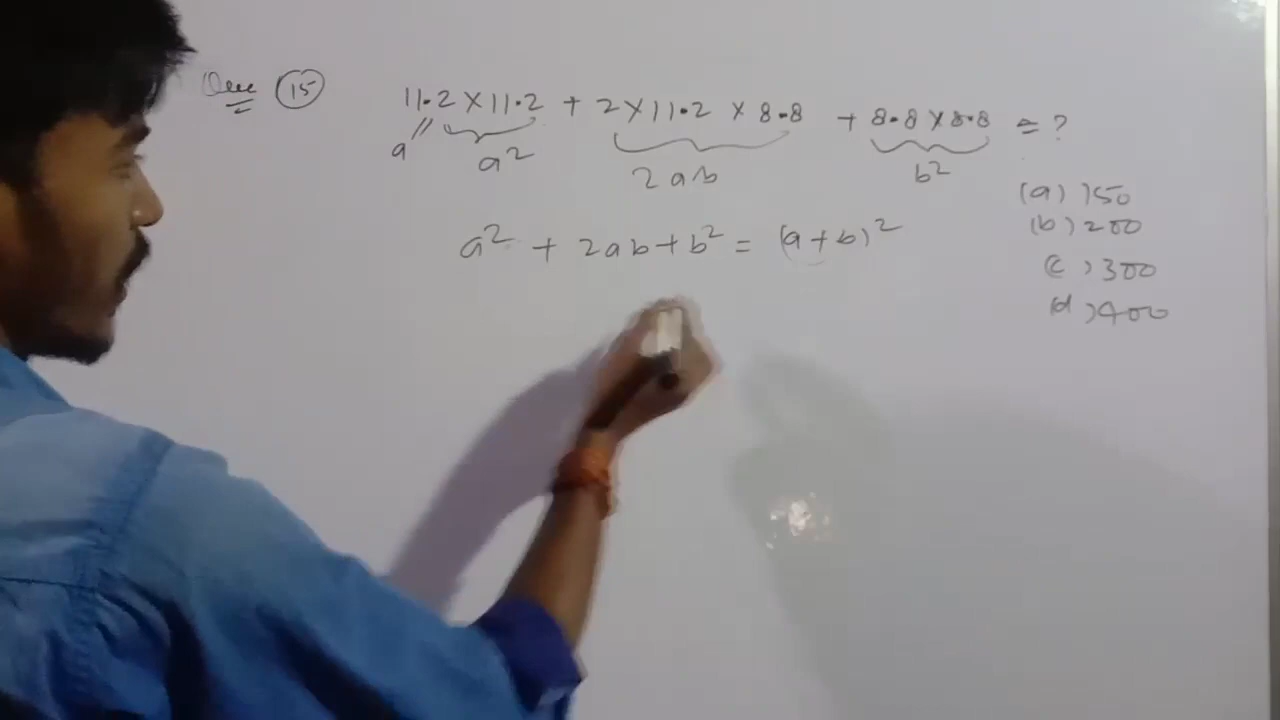 Que 15
11.2 X 11.2 + 2 X 11.2 X 8.8 + 8.8 X 8.8 = ?
a a² 2ab b²
(a) 150
a² + 2ab + b² = (a + b)²
(b) 200
(c) 300
(d) 400